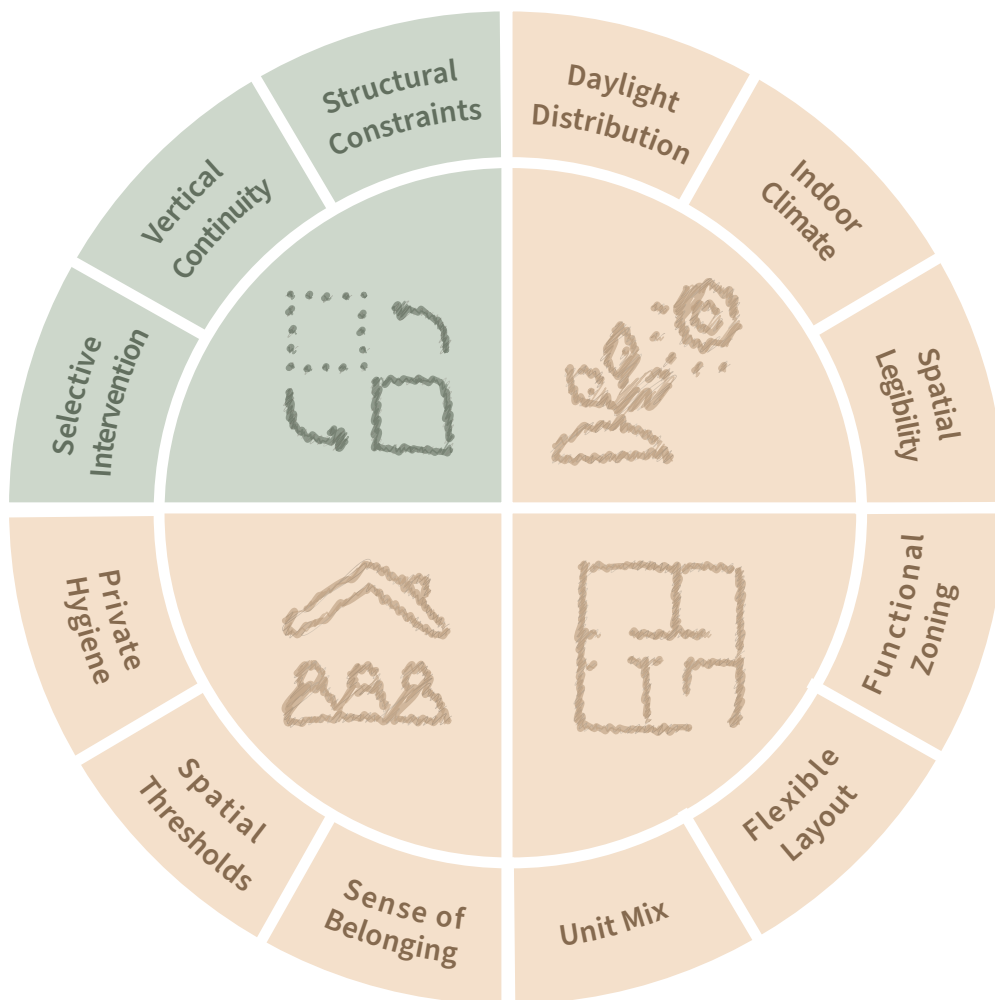 Structural
Constraints
Daylight
Distribution
Indoor
Climate
Spatial
Legibility
Functional
Zoning
Flexible
Layout
Unit Mix
Sense of
Belonging
Spatial
Thresholds
Private
Hygiene
Selective
Intervention
Vertical
Continuity